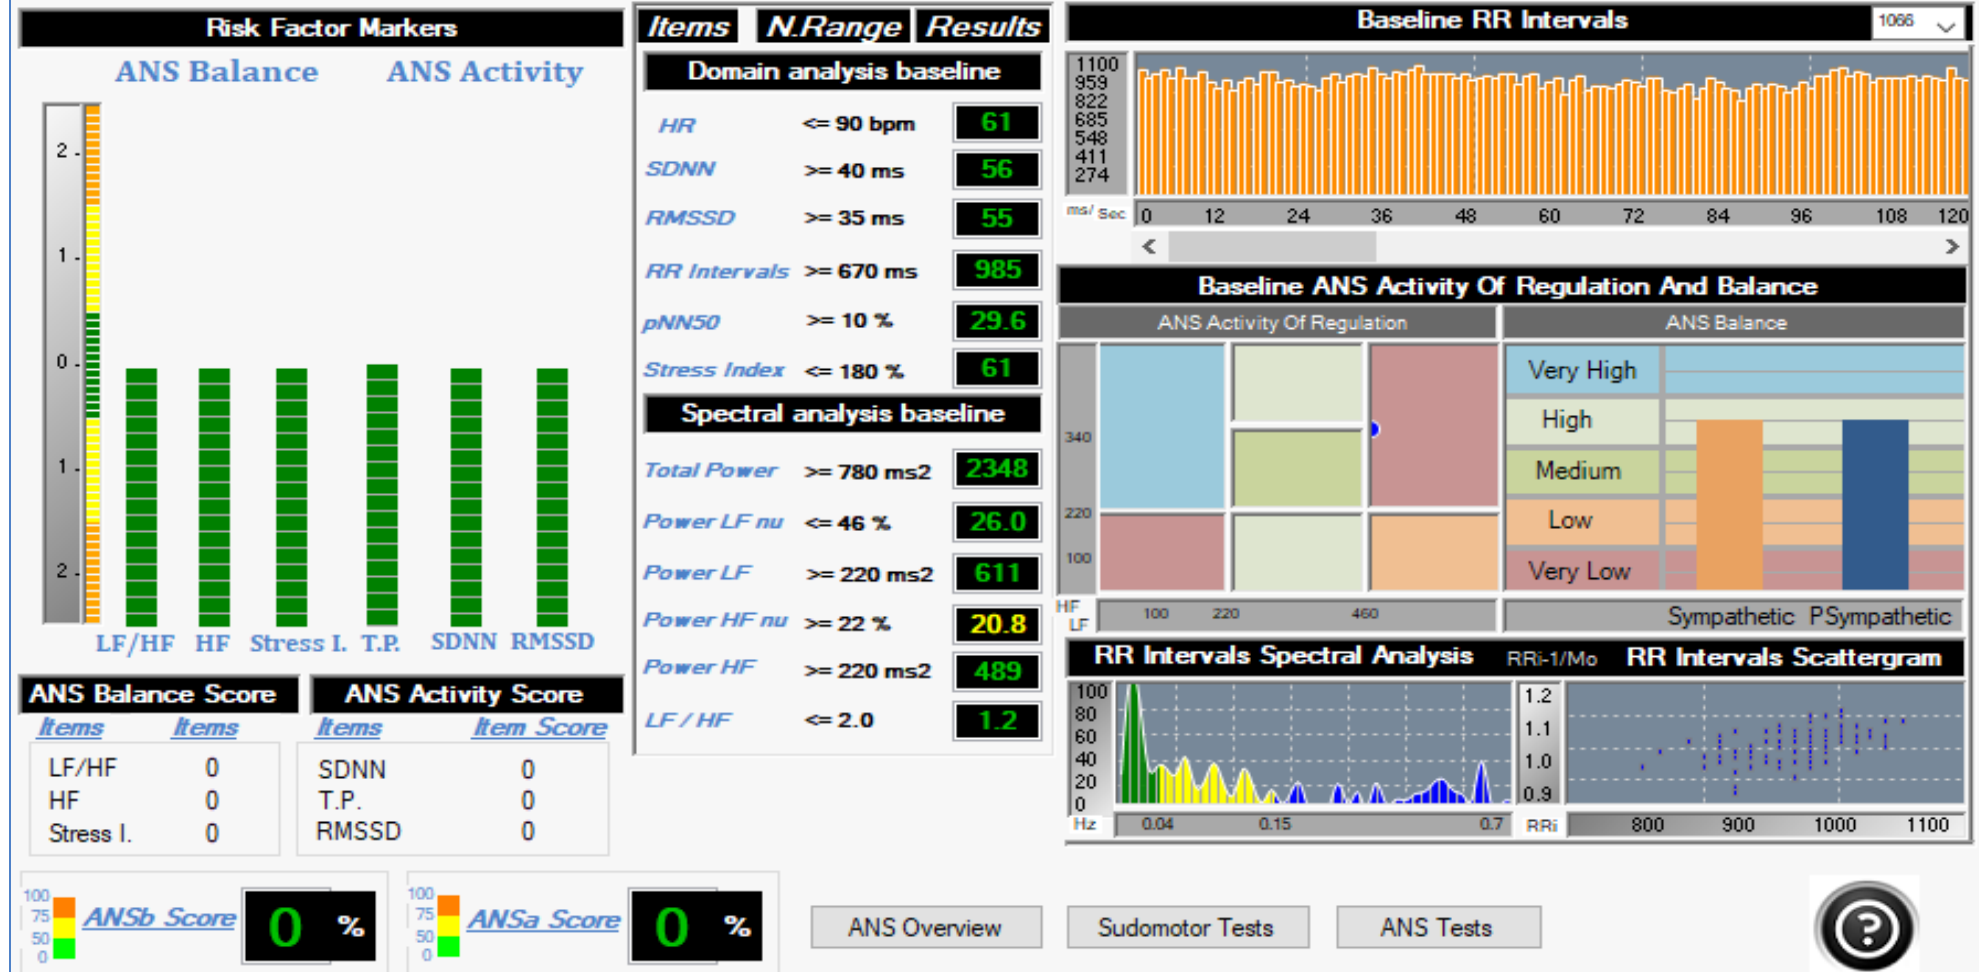 Risk Factor Markers
ANS Balance ANS Activity
2
1
0
1
2
LF/HF HF Stress I. T.P. SDNN RMSSD
ANS Balance Score
Items Items
LF/HF 0
HF 0
Stress I. 0
ANS Activity Score
Items Item Score
SDNN 0
T.P. 0
RMSSD 0
100
75
50
0
ANSb Score 0 %
100
75
50
0
ANSa Score 0 %
Items N.Range Results
Domain analysis baseline
HR <= 90 bpm 61
SDNN >= 40 ms 56
RMSSD >= 35 ms 55
RR Intervals >= 670 ms 985
pNN50 >= 10 % 29.6
Stress Index <= 180 % 61
Spectral analysis baseline
Total Power >= 780 ms2 2348
Power LF nu <= 46 % 26.0
Power LF >= 220 ms2 611
Power HF nu >= 22 % 20.8
Power HF >= 220 ms2 489
LF / HF <= 2.0 1.2
Baseline RR Intervals 1066
1100
959
822
685
548
411
274
ms/ Sec 0 12 24 36 48 60 72 84 96 108 120
Baseline ANS Activity Of Regulation And Balance
ANS Activity Of Regulation
340
220
100
HF
LF 100 220 460
ANS Balance
Very High
High
Medium
Low
Very Low
Sympathetic PSympathetic
RR Intervals Spectral Analysis
100
80
60
40
20
0
Hz 0.04 0.15 0.7
RRi-1/Mo RR Intervals Scattergram
1.2
1.1
1.0
0.9
RRi 800 900 1000 1100
ANS Overview Sudomotor Tests ANS Tests ?